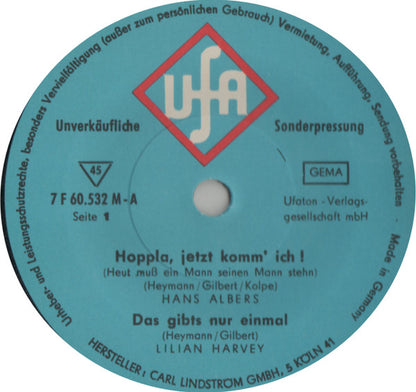 Urheber- und leistungsschutzrechte, besonders Vervielfältigung (außer zum persönlichen Gebrauch) Vermietung, Aufführung, Sendung vorbehalten • Made in Germany
UFA
Unverkäufliche
Sonderpressung
45
GEMA
7 F 60.532 M-A
Seite 1
Ufaton-Verlags-
gesellschaft mbH
Hoppla, jetzt komm' ich !
(Heut muß ein Mann seinen Mann stehn)
(Heymann/Gilbert/Kolpe)
HANS ALBERS
Das gibts nur einmal
(Heymann/Gilbert)
LILIAN HARVEY
HERSTELLER: CARL LINDSTRÖM GMBH, 5 KÖLN 41